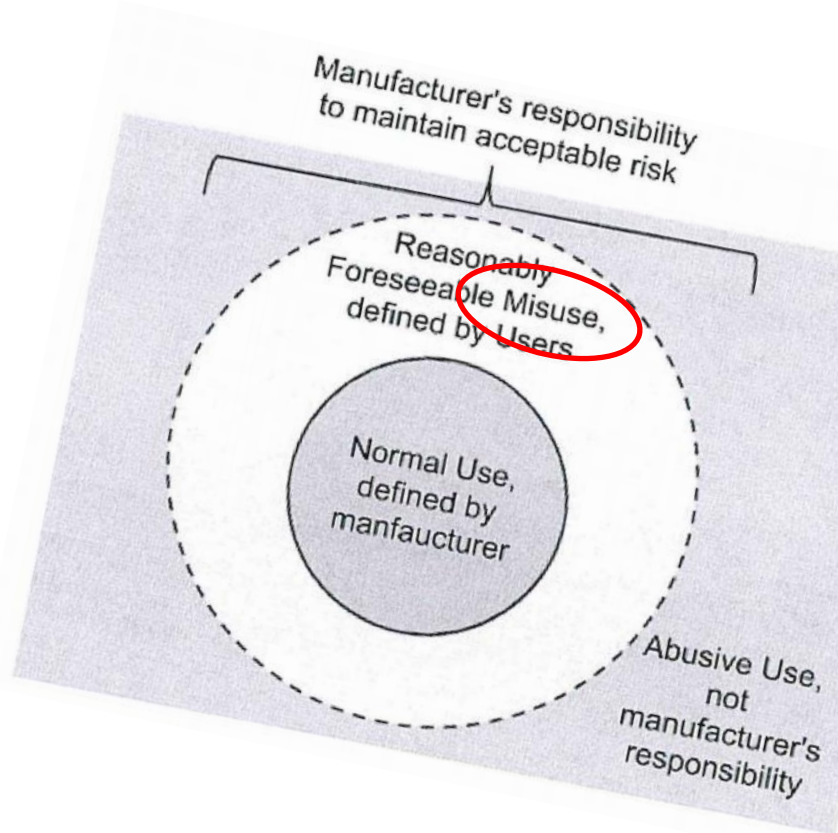 Manufacturer's responsibility
to maintain acceptable risk
Reasonably
Foreseeable Misuse,
defined by Users
Normal Use,
defined by
manfaucturer
Abusive Use,
not
manufacturer's
responsibility